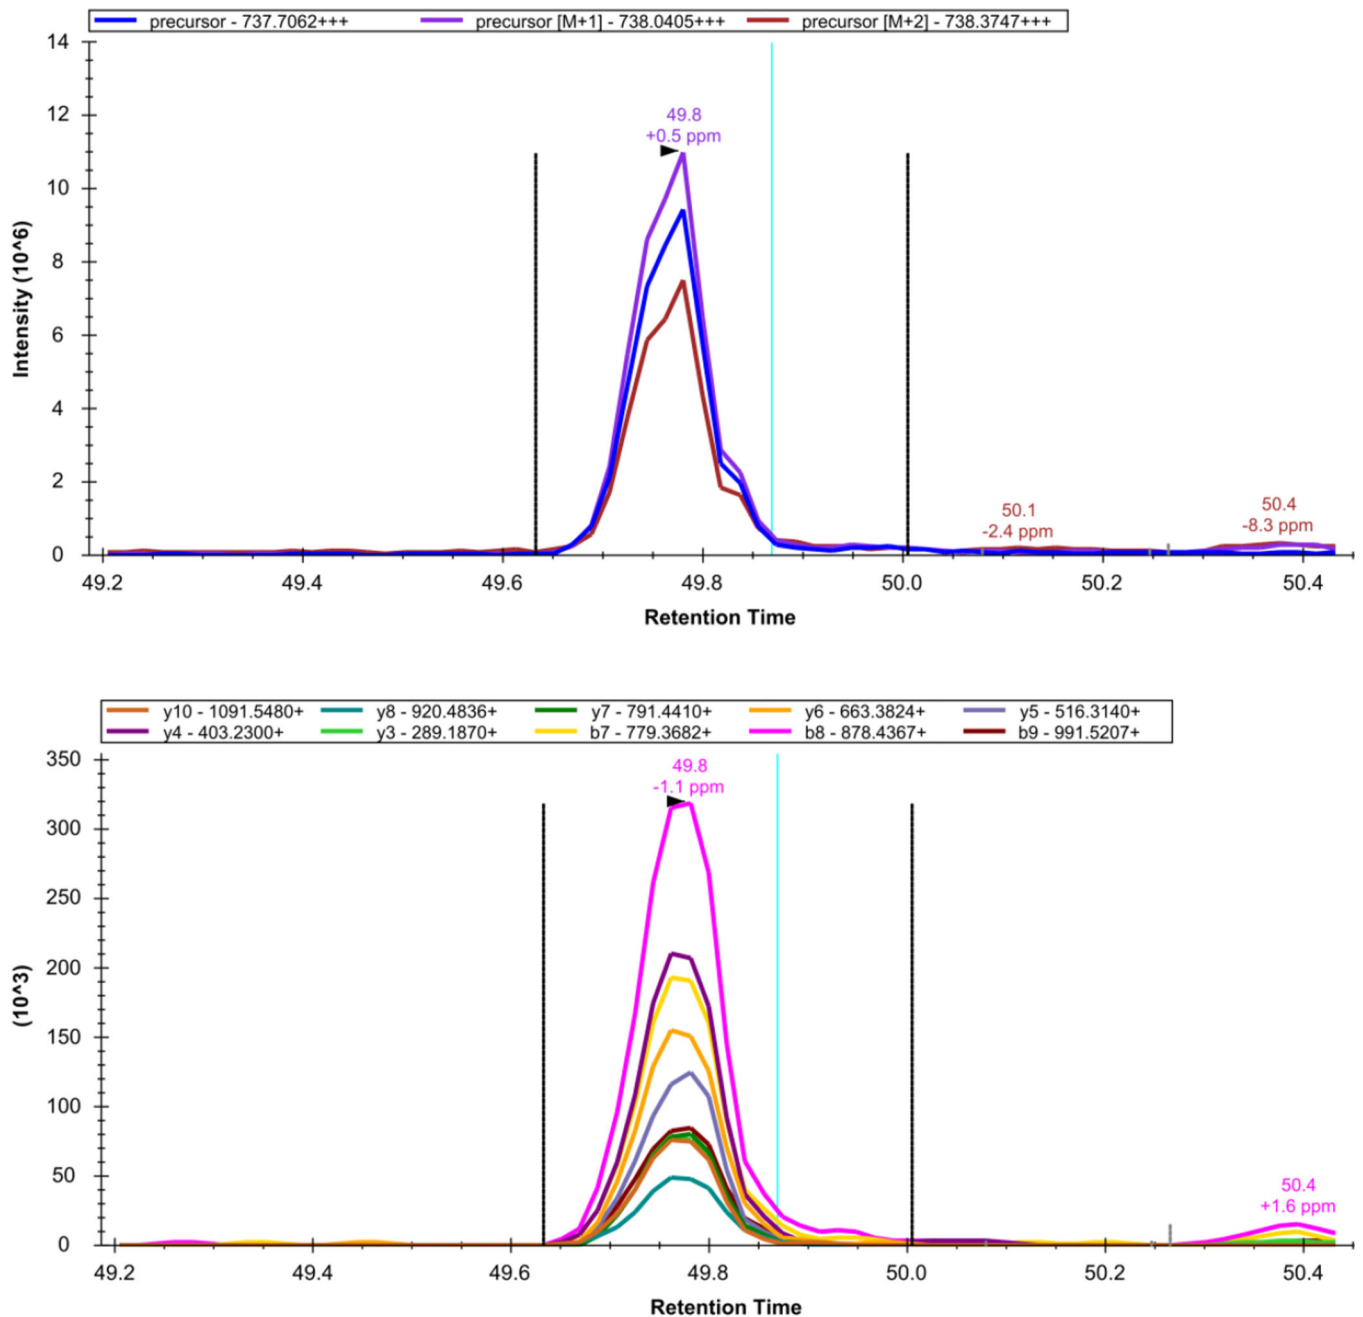 precursor - 737.7062+++ precursor [M+1] - 738.0405+++ precursor [M+2] - 738.3747+++
14
12
10
8
6
4
2
0
Intensity (10^6)
49.8
+0.5 ppm
50.1
-2.4 ppm
50.4
-8.3 ppm
49.2 49.4 49.6 49.8 50.0 50.2 50.4
Retention Time
y10 - 1091.5480+ y8 - 920.4836+ y7 - 791.4410+ y6 - 663.3824+ y5 - 516.3140+
y4 - 403.2300+ y3 - 289.1870+ b7 - 779.3682+ b8 - 878.4367+ b9 - 991.5207+
350
300
250
200
150
100
50
0
(10^3)
49.8
-1.1 ppm
50.4
+1.6 ppm
49.2 49.4 49.6 49.8 50.0 50.2 50.4
Retention Time